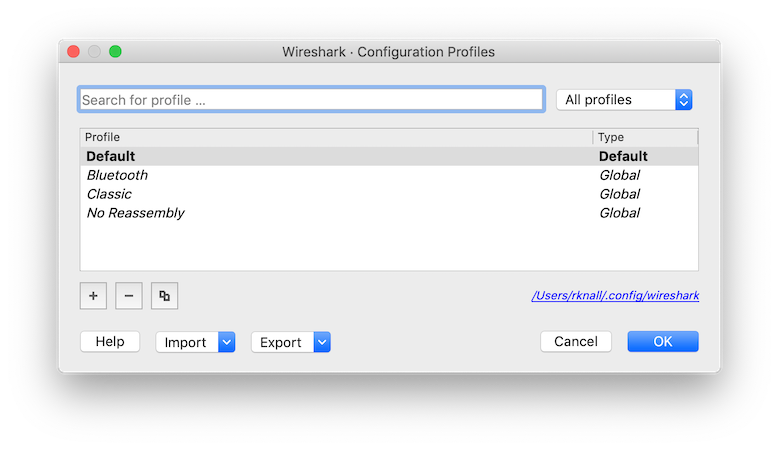 Wireshark · Configuration Profiles
Search for profile ...
All profiles
Profile Type
Default Default
Bluetooth Global
Classic Global
No Reassembly Global
+ −
/Users/rknall/.config/wireshark
Help Import Export Cancel OK